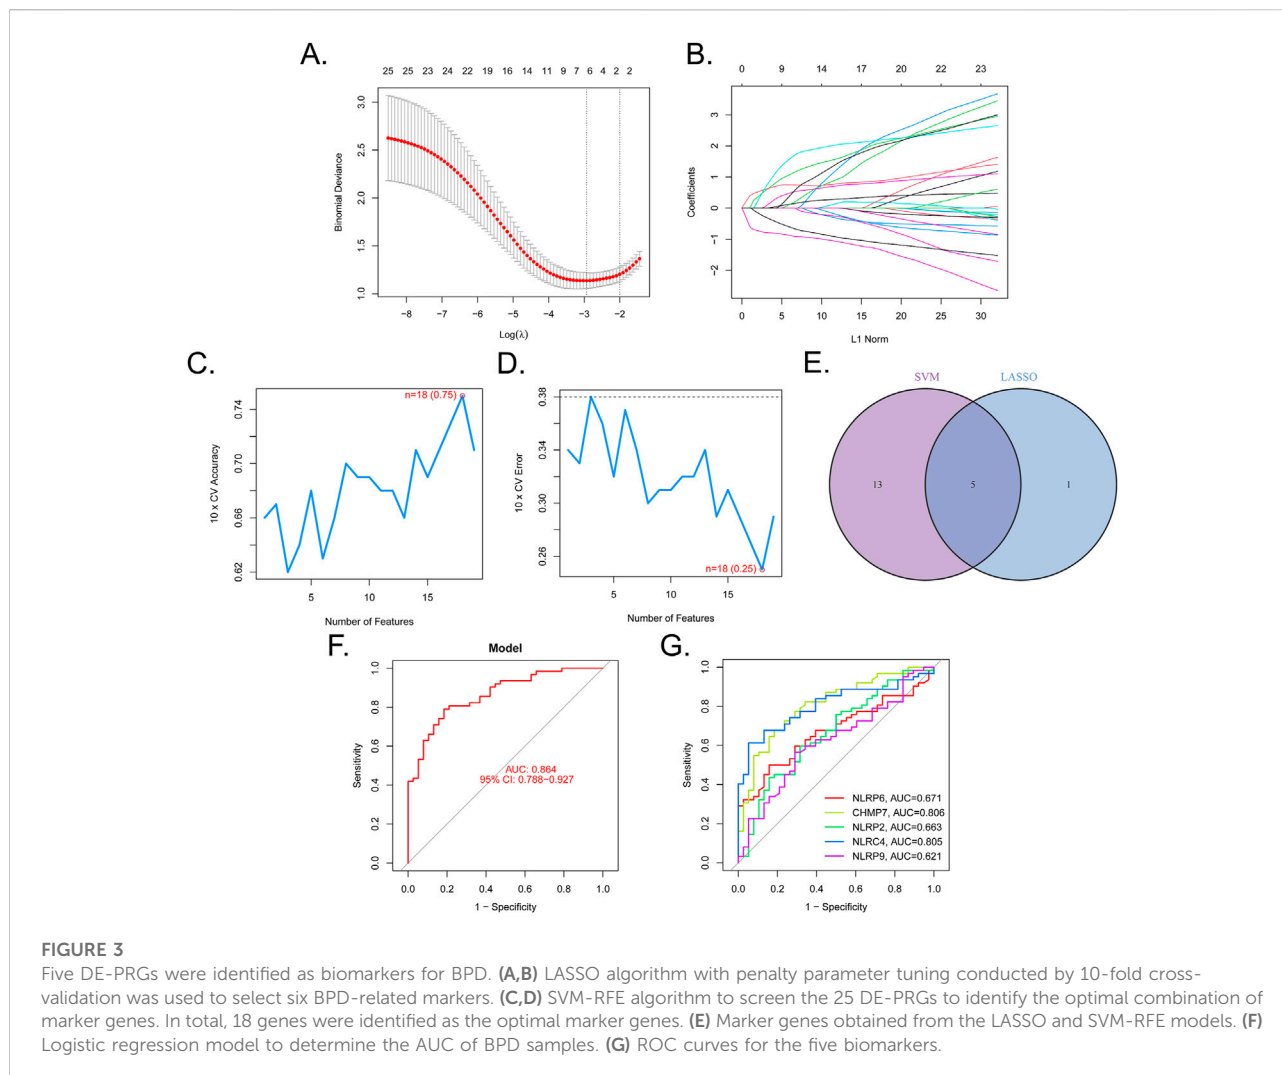 A.
25 25 23 24 22 19 16 14 11 9 7 6 4 2 2
3.0
2.5
2.0
1.5
1.0
Binomial Deviance
−8 −7 −6 −5 −4 −3 −2
Log(λ)
B.
0 9 14 17 20 22 23
3
2
1
0
−1
−2
Coefficients
0 5 10 15 20 25 30
L1 Norm
C.
n=18 (0.75)
0.74
0.70
0.66
0.62
10 x CV Accuracy
5 10 15
Number of Features
D.
0.38
0.34
0.30
0.26
10 x CV Error
n=18 (0.25)
5 10 15
Number of Features
E.
SVM LASSO
13 5 1
F.
Model
1.0
0.8
0.6
0.4
0.2
0.0
Sensitivity
AUC: 0.864
95% CI: 0.788−0.927
0.0 0.2 0.4 0.6 0.8 1.0
1 − Specificity
G.
1.0
0.8
0.6
0.4
0.2
0.0
Sensitivity
NLRP6, AUC=0.671
CHMP7, AUC=0.806
NLRP2, AUC=0.663
NLRC4, AUC=0.805
NLRP9, AUC=0.621
0.0 0.2 0.4 0.6 0.8 1.0
1 − Specificity
FIGURE 3
Five DE-PRGs were identified as biomarkers for BPD. (A,B) LASSO algorithm with penalty parameter tuning conducted by 10-fold cross-
validation was used to select six BPD-related markers. (C,D) SVM-RFE algorithm to screen the 25 DE-PRGs to identify the optimal combination of
marker genes. In total, 18 genes were identified as the optimal marker genes. (E) Marker genes obtained from the LASSO and SVM-RFE models. (F)
Logistic regression model to determine the AUC of BPD samples. (G) ROC curves for the five biomarkers.